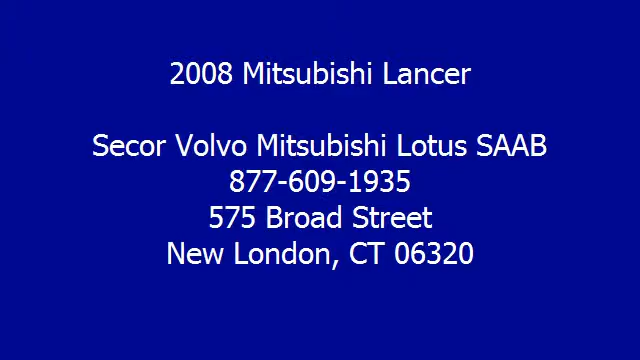 2008 Mitsubishi Lancer
Secor Volvo Mitsubishi Lotus SAAB
877-609-1935
575 Broad Street
New London, CT 06320